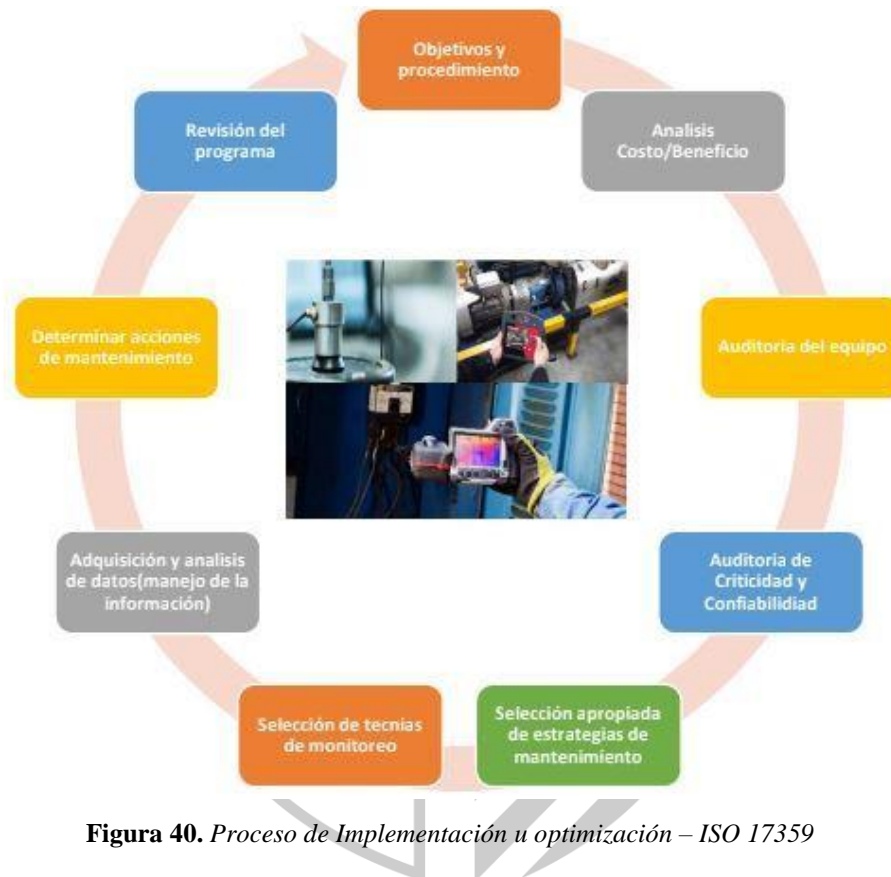 Objetivos y
procedimiento
Analisis
Costo/Beneficio
Auditoria del equipo
Auditoria de
Criticidad y
Confiabilidiad
Selección apropiada
de estrategias de
mantenimiento
Selección de tecnias
de monitoreo
Adquisición y analisis
de datos(manejo de la
información)
Determinar acciones
de mantenimiento
Revisión del
programa
Figura 40. Proceso de Implementación u optimización – ISO 17359